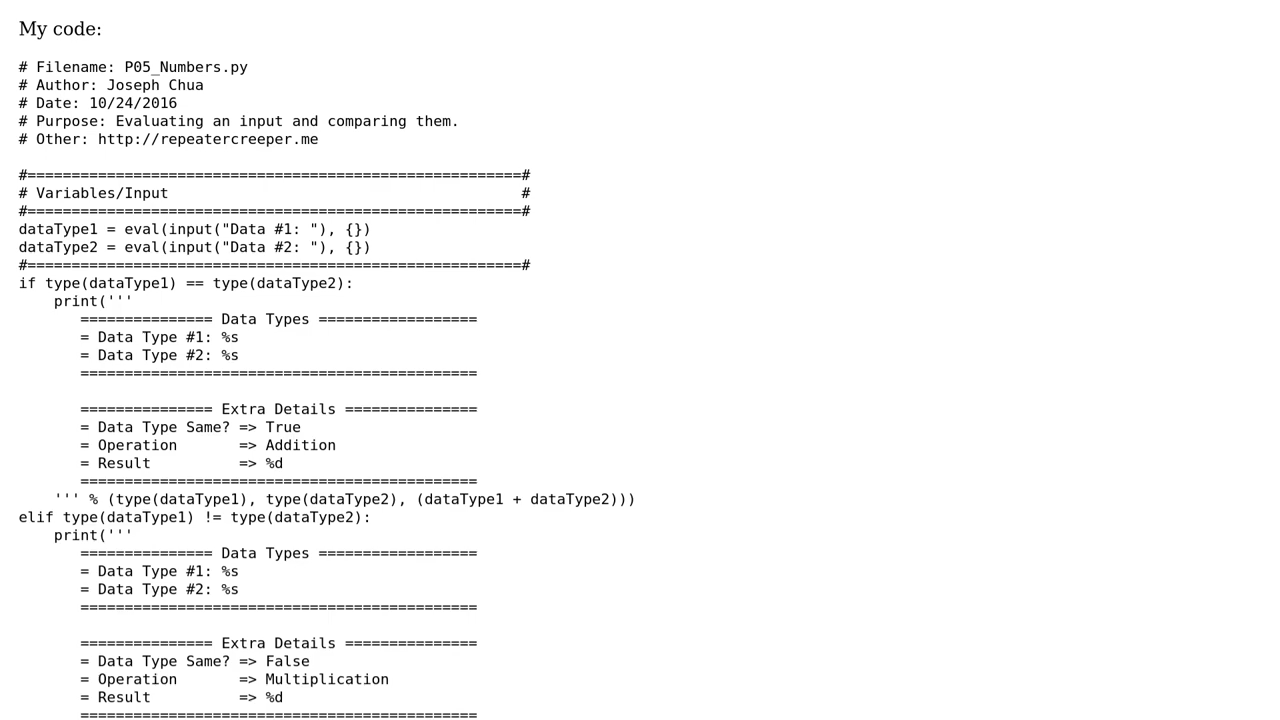 My code:
# Filename: P05_Numbers.py
# Author: Joseph Chua
# Date: 10/24/2016
# Purpose: Evaluating an input and comparing them.
# Other: http://repeatercreeper.me

#========================================================#
# Variables/Input                                        #
#========================================================#
dataType1 = eval(input("Data #1: "), {})
dataType2 = eval(input("Data #2: "), {})
#========================================================#
if type(dataType1) == type(dataType2):
    print('''
       =============== Data Types ==================
       = Data Type #1: %s
       = Data Type #2: %s
       =============================================

       =============== Extra Details ===============
       = Data Type Same? => True
       = Operation       => Addition
       = Result          => %d
       =============================================
    ''' % (type(dataType1), type(dataType2), (dataType1 + dataType2)))
elif type(dataType1) != type(dataType2):
    print('''
       =============== Data Types ==================
       = Data Type #1: %s
       = Data Type #2: %s
       =============================================

       =============== Extra Details ===============
       = Data Type Same? => False
       = Operation       => Multiplication
       = Result          => %d
       =============================================